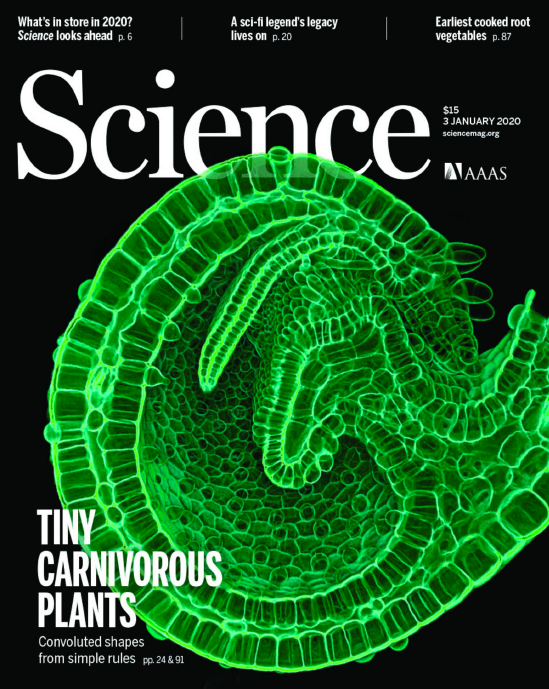 What's in store in 2020?
Science looks ahead p. 6
A sci-fi legend's legacy
lives on p. 20
Earliest cooked root
vegetables p. 87
Science
$15
3 JANUARY 2020
sciencemag.org
AAAS
TINY
CARNIVOROUS
PLANTS
Convoluted shapes
from simple rules pp. 24 & 91